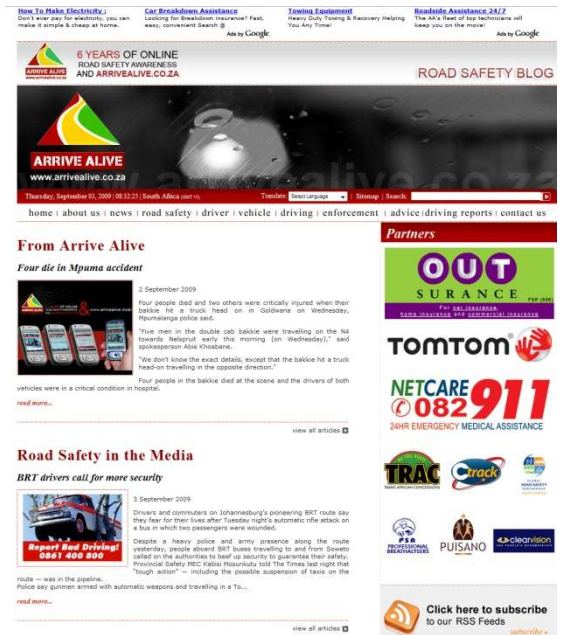 How To Make Electricity :
Don't ever pay for electricity, you can
make it simple & cheap at home.
Car Breakdown Assistance
Looking for Breakdown insurance? Fast,
easy, convenient Search @
Ads by Google
Towing Equipment
Heavy Duty Towing & Recovery Helping
You Any Time!
Roadside Assistance 24/7
The AA's fleet of top technicians will
keep you on the move!
Ads by Google
ARRIVE ALIVE
6 YEARS OF ONLINE
ROAD SAFETY AWARENESS
AND ARRIVEALIVE.CO.ZA
ROAD SAFETY BLOG
ARRIVE ALIVE
www.arrivealive.co.za
Thursday, September 03, 2009 | 08:32:25 | South Africa (GMT +2)
Translate Select Language | Sitemap | Search:
home | about us | news | road safety | driver | vehicle | driving | enforcement | advice | driving reports | contact us
From Arrive Alive
Four die in Mpuma accident
2 September 2009
Four people died and two others were critically injured when their
bakkie hit a truck head on in Goldwana on Wednesday,
Mpumalanga police said.
"Five men in the double cab bakkie were travelling on the N4
towards Nelspruit early this morning (on Wednesday)," said
spokesperson Abie Khoabane.
"We don't know the exact details, except that the bakkie hit a truck
head-on travelling in the opposite direction."
Four people in the bakkie died at the scene and the drivers of both
vehicles were in a critical condition in hospital.
read more...
view all articles
Road Safety in the Media
BRT drivers call for more security
Report Bad Driving!
0861 400 800
3 September 2009
Drivers and commuters on Johannesburg's pioneering BRT route say
they fear for their lives after Tuesday night's automatic rifle attack on
a bus in which two passengers were wounded.
Despite a heavy police and army presence along the route
yesterday, people aboard BRT buses travelling to and from Soweto
called on the authorities to beef up security to guarantee their safety.
Provincial Safety MEC Kabisi Mosunkutu told The Times last night that
"tough action" — including the possible suspension of taxis on the
route — was in the pipeline.
Police say gunmen armed with automatic weapons and travelling in a To...
read more...
view all articles
Partners
OUT
SURANCE
For car insurance,
home insurance and commercial insurance
TOMTOM
NETCARE 911
082
24HR EMERGENCY MEDICAL ASSISTANCE
TRAC
TRANS AFRICAN CONCESSIONS
Ctrack
GLOBAL
ROAD SAFETY
PARTNERSHIP
PSA
PROFESSIONAL
BREATHALYSERS
PUISANO
clearvision
Click here to subscribe
to our RSS Feeds
subscribe »